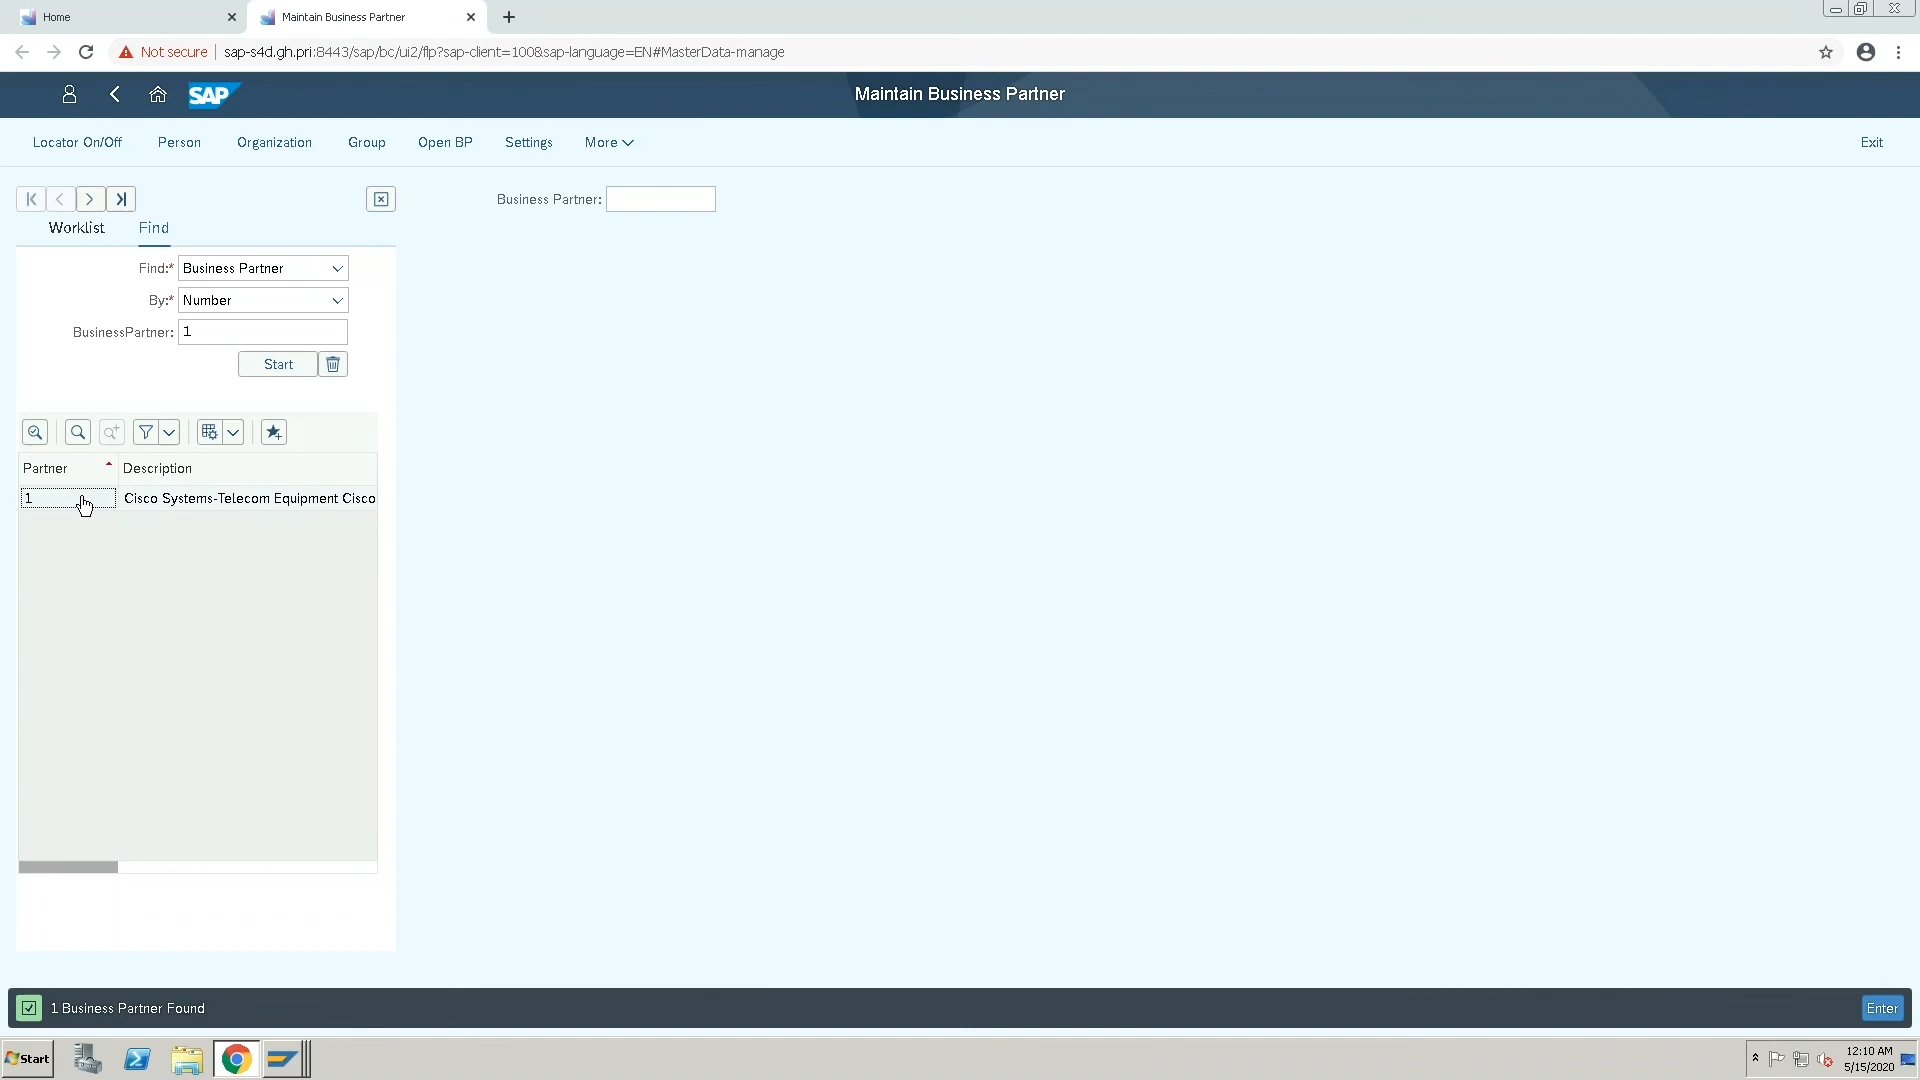 Home
Maintain Business Partner
Not secure
sap-s4d.gh.pri:8443/sap/bc/ui2/flp?sap-client=100&sap-language=EN#MasterData-manage
SAP
Maintain Business Partner
Locator On/Off Person Organization Group Open BP Settings More
Exit
Business Partner:
Worklist Find
Find:* Business Partner
By:* Number
BusinessPartner: 1
Start
Partner Description
1 Cisco Systems-Telecom Equipment Cisco
1 Business Partner Found
Enter
Start
12:10 AM
5/15/2020